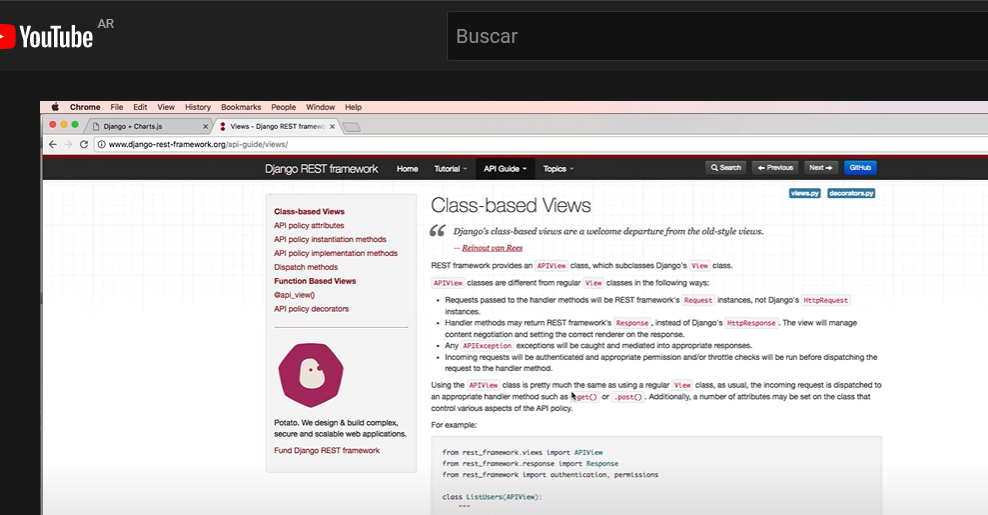 YouTube AR
Buscar
Chrome File Edit View History Bookmarks People Window Help
Django + Charts.js
Views - Django REST framew
www.django-rest-framework.org/api-guide/views/
Django REST framework Home Tutorial API Guide Topics Search Previous Next GitHub
views.py decorators.py
Class-based Views
API policy attributes
API policy instantiation methods
API policy implementation methods
Dispatch methods
Function Based Views
@api_view()
API policy decorators
Potato. We design & build complex,
secure and scalable web applications.
Fund Django REST framework
Class-based Views
“ Django's class-based views are a welcome departure from the old-style views.
— Reinout van Rees
REST framework provides an APIView class, which subclasses Django's View class.
APIView classes are different from regular View classes in the following ways:
• Requests passed to the handler methods will be REST framework's Request instances, not Django's HttpRequest
instances.
• Handler methods may return REST framework's Response, instead of Django's HttpResponse. The view will manage
content negotiation and setting the correct renderer on the response.
• Any APIException exceptions will be caught and mediated into appropriate responses.
• Incoming requests will be authenticated and appropriate permission and/or throttle checks will be run before dispatching the
request to the handler method.
Using the APIView class is pretty much the same as using a regular View class, as usual, the incoming request is dispatched to
an appropriate handler method such as .get() or .post(). Additionally, a number of attributes may be set on the class that
control various aspects of the API policy.
For example:
from rest_framework.views import APIView
from rest_framework.response import Response
from rest_framework import authentication, permissions
class ListUsers(APIView):
"""